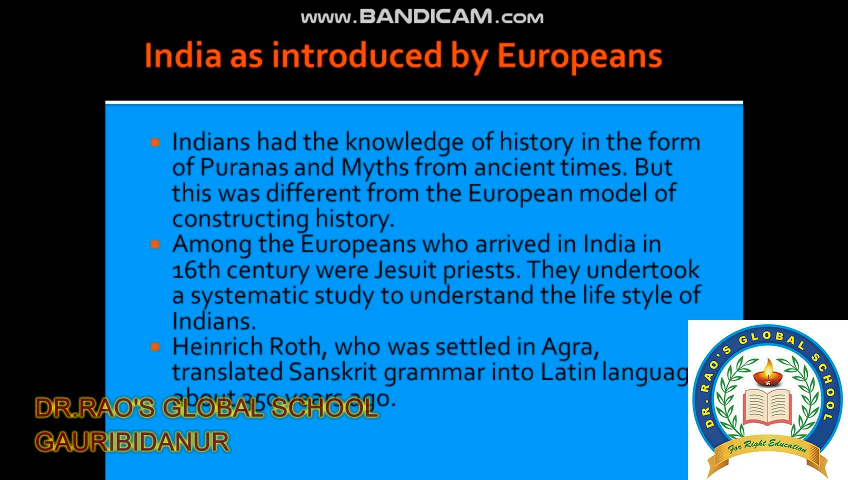 www.BANDICAM.com
India as introduced by Europeans
Indians had the knowledge of history in the form
of Puranas and Myths from ancient times. But
this was different from the European model of
constructing history.
Among the Europeans who arrived in India in
16th century were Jesuit priests. They undertook
a systematic study to understand the life style of
Indians.
Heinrich Roth, who was settled in Agra,
translated Sanskrit grammar into Latin languag
about years ago.
DR.RAO'S GLOBAL SCHOOL
GAURIBIDANUR
DR. RAO'S GLOBAL SCHOOL
For Right Education